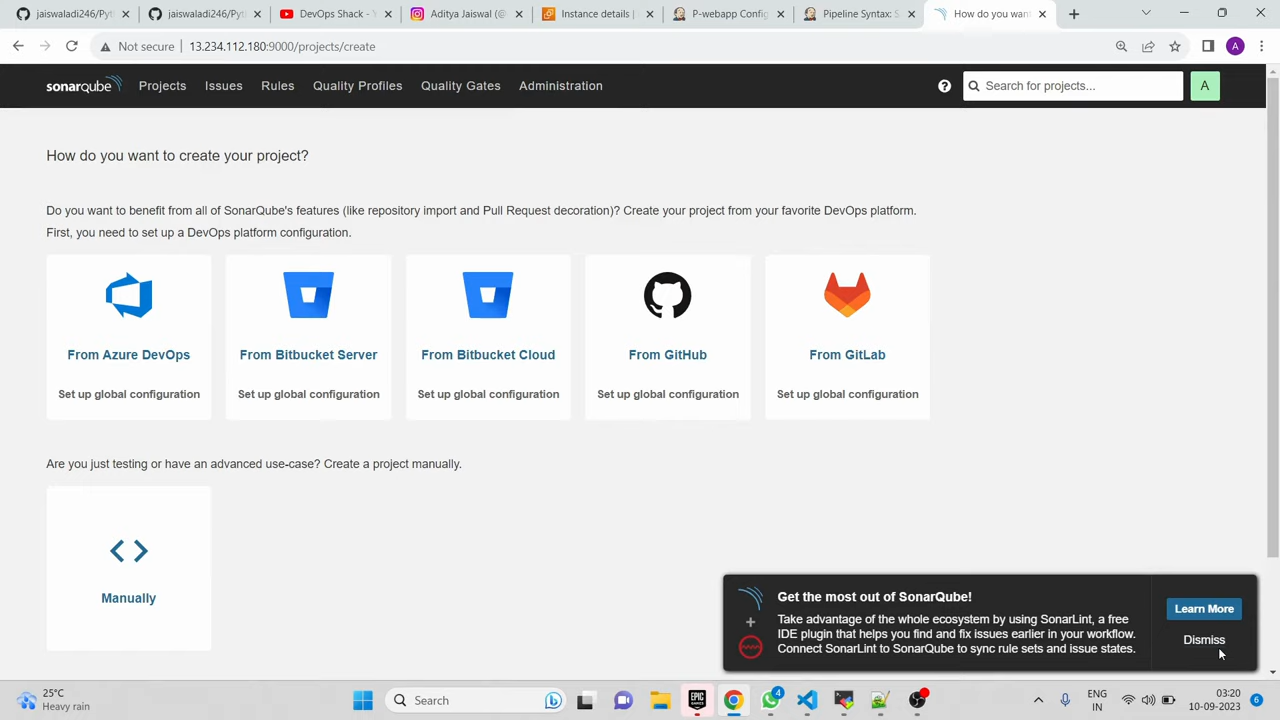 jaiswaladi246/Pyt
jaiswaladi246/Pyt
DevOps Shack - Y
Aditya Jaiswal (@
Instance details |
P-webapp Config
Pipeline Syntax: S
How do you wan
Not secure
13.234.112.180:9000/projects/create
A
sonarqube
Projects
Issues
Rules
Quality Profiles
Quality Gates
Administration
Search for projects...
A
How do you want to create your project?
Do you want to benefit from all of SonarQube's features (like repository import and Pull Request decoration)? Create your project from your favorite DevOps platform.
First, you need to set up a DevOps platform configuration.
From Azure DevOps
Set up global configuration
From Bitbucket Server
Set up global configuration
From Bitbucket Cloud
Set up global configuration
From GitHub
Set up global configuration
From GitLab
Set up global configuration
Are you just testing or have an advanced use-case? Create a project manually.
Manually
Get the most out of SonarQube!
Take advantage of the whole ecosystem by using SonarLint, a free
IDE plugin that helps you find and fix issues earlier in your workflow.
Connect SonarLint to SonarQube to sync rule sets and issue states.
Learn More
Dismiss
25°C
Heavy rain
Search
EPIC
GAMES
4
ENG
IN
03:20
10-09-2023
6